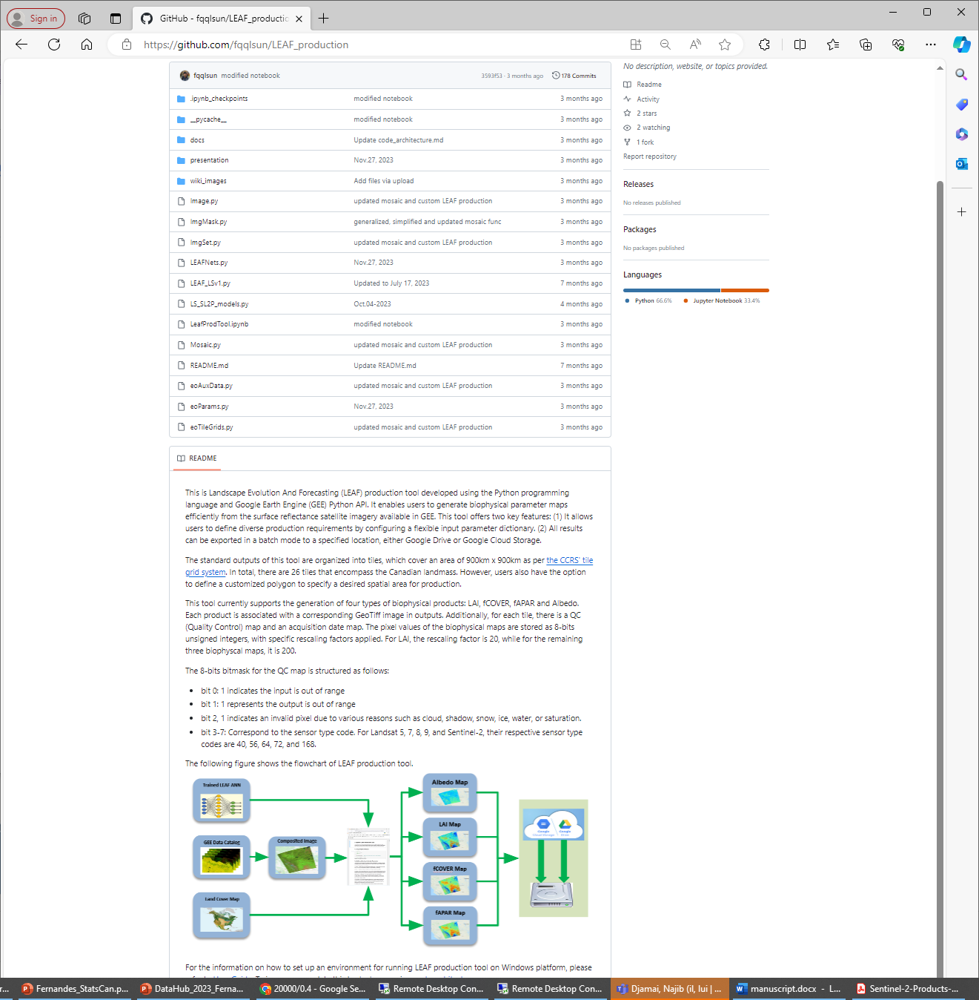 Sign in
GitHub - fqqlsun/LEAF_productio
https://github.com/fqqlsun/LEAF_production
fqqlsun modified notebook 3593f53 · 3 months ago 178 Commits
.ipynb_checkpoints modified notebook 3 months ago
__pycache__ modified notebook 3 months ago
docs Update code_architecture.md 3 months ago
presentation Nov.27, 2023 3 months ago
wiki_images Add files via upload 3 months ago
Image.py updated mosaic and custom LEAF production 3 months ago
ImgMask.py generalized, simplified and updated mosaic func 3 months ago
ImgSet.py updated mosaic and custom LEAF production 3 months ago
LEAFNets.py Nov.27, 2023 3 months ago
LEAF_LSv1.py Updated to July 17, 2023 7 months ago
LS_SL2P_models.py Oct.04-2023 4 months ago
LeafProdTool.ipynb modified notebook 3 months ago
Mosaic.py updated mosaic and custom LEAF production 3 months ago
README.md Update README.md 7 months ago
eoAuxData.py updated mosaic and custom LEAF production 3 months ago
eoParams.py Nov.27, 2023 3 months ago
eoTileGrids.py updated mosaic and custom LEAF production 3 months ago
No description, website, or topics provided.
Readme
Activity
2 stars
2 watching
1 fork
Report repository
Releases
No releases published
Packages
No packages published
Languages
Python 66.6% Jupyter Notebook 33.4%
README
This is Landscape Evolution And Forecasting (LEAF) production tool developed using the Python programming
language and Google Earth Engine (GEE) Python API. It enables users to generate biophysical parameter maps
efficiently from the surface reflectance satellite imagery available in GEE. This tool offers two key features: (1) It allows
users to define diverse production requirements by configuring a flexible input parameter dictionary. (2) All results
can be exported in a batch mode to a specified location, either Google Drive or Google Cloud Storage.
The standard outputs of this tool are organized into tiles, which cover an area of 900km x 900km as per the CCRS' tile
grid system. In total, there are 26 tiles that encompass the Canadian landmass. However, users also have the option
to define a customized polygon to specify a desired spatial area for production.
This tool currently supports the generation of four types of biophysical products: LAI, fCOVER, fAPAR and Albedo.
Each product is associated with a corresponding GeoTiff image in outputs. Additionally, for each tile, there is a QC
(Quality Control) map and an acquisition date map. The pixel values of the biophysical maps are stored as 8-bits
unsigned integers, with specific rescaling factors applied. For LAI, the rescaling factor is 20, while for the remaining
three biophyscal maps, it is 200.
The 8-bits bitmask for the QC map is structured as follows:
• bit 0: 1 indicates the input is out of range
• bit 1: 1 represents the output is out of range
• bit 2, 1 indicates an invalid pixel due to various reasons such as cloud, shadow, snow, ice, water, or saturation.
• bit 3-7: Correspond to the sensor type code. For Landsat 5, 7, 8, 9, and Sentinel-2, their respective sensor type
codes are 40, 56, 64, 72, and 168.
The following figure shows the flowchart of LEAF production tool.
Trained LEAF ANN
GEE Data Catalog
Composited Image
Land Cover Map
Albedo Map
LAI Map
fCOVER Map
fAPAR Map
Google Google
Cloud Storage Drive
For the information on how to set up an environment for running LEAF production tool on Windows platform, please
r... Fernandes_StatsCan.p... DataHub_2023_Ferna... 20000/0.4 - Google Se... Remote Desktop Con... Remote Desktop Con... Djamai, Najib (il, lui | ... manuscript.docx - L... Sentinel-2-Products-...